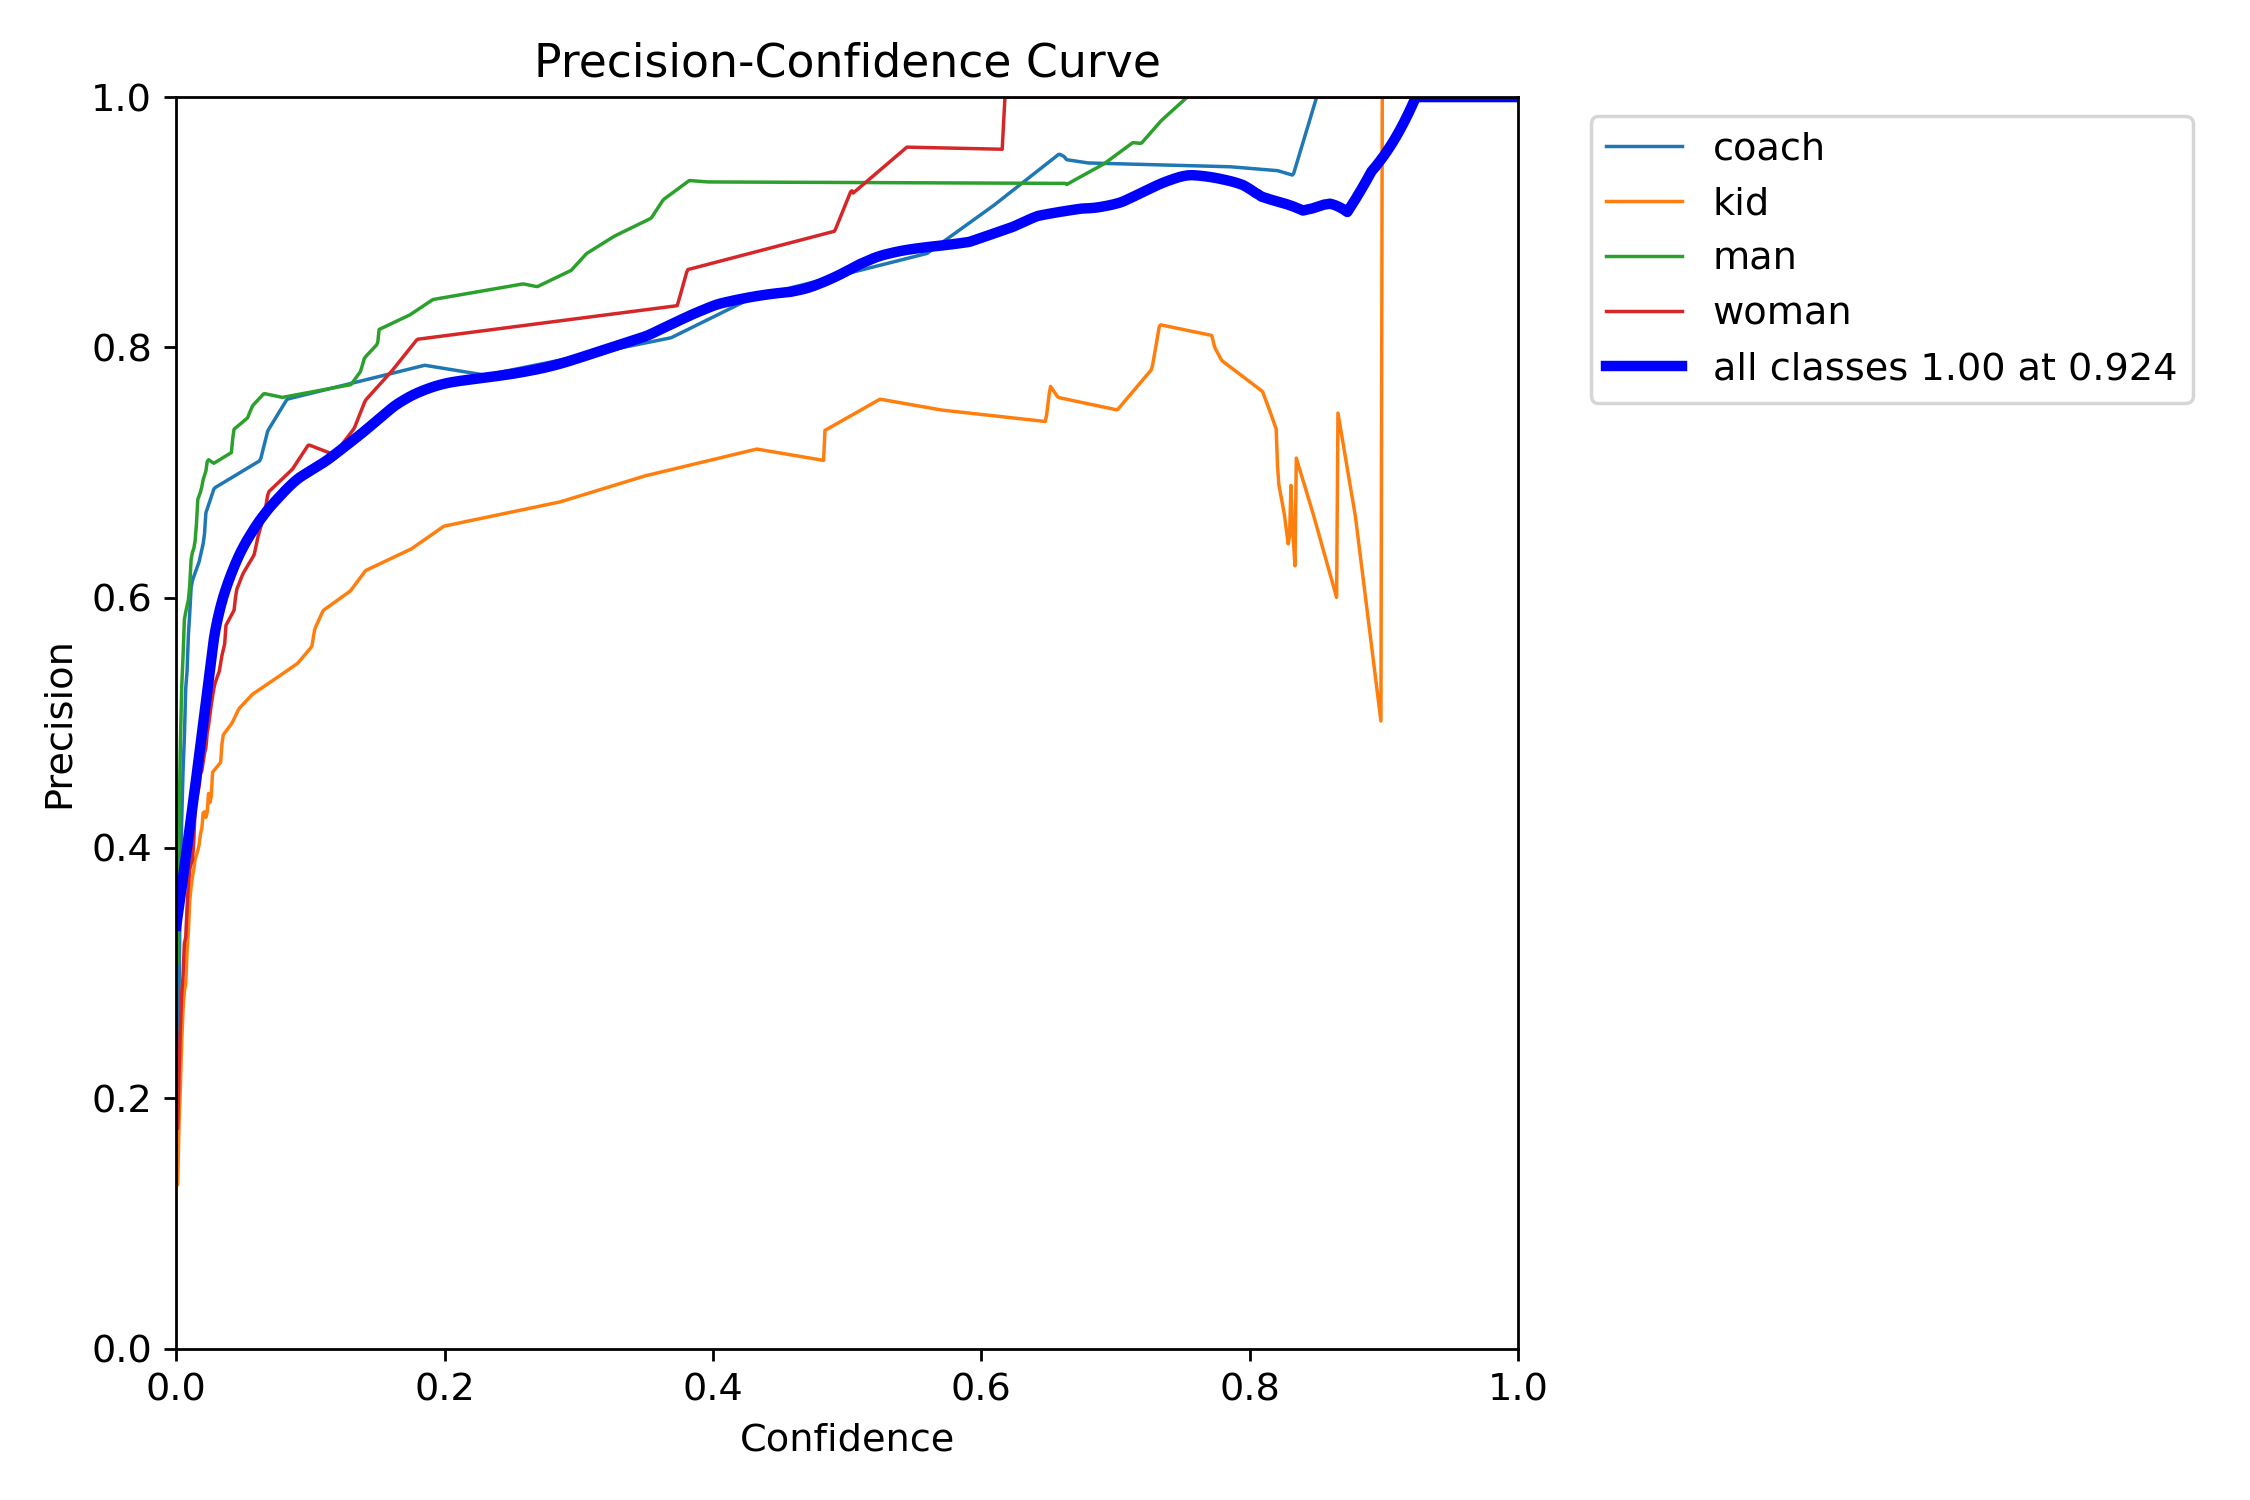 Precision-Confidence Curve
1.0
0.8
0.6
0.4
0.2
0.0
Precision
0.0 0.2 0.4 0.6 0.8 1.0
Confidence
coach
kid
man
woman
all classes 1.00 at 0.924